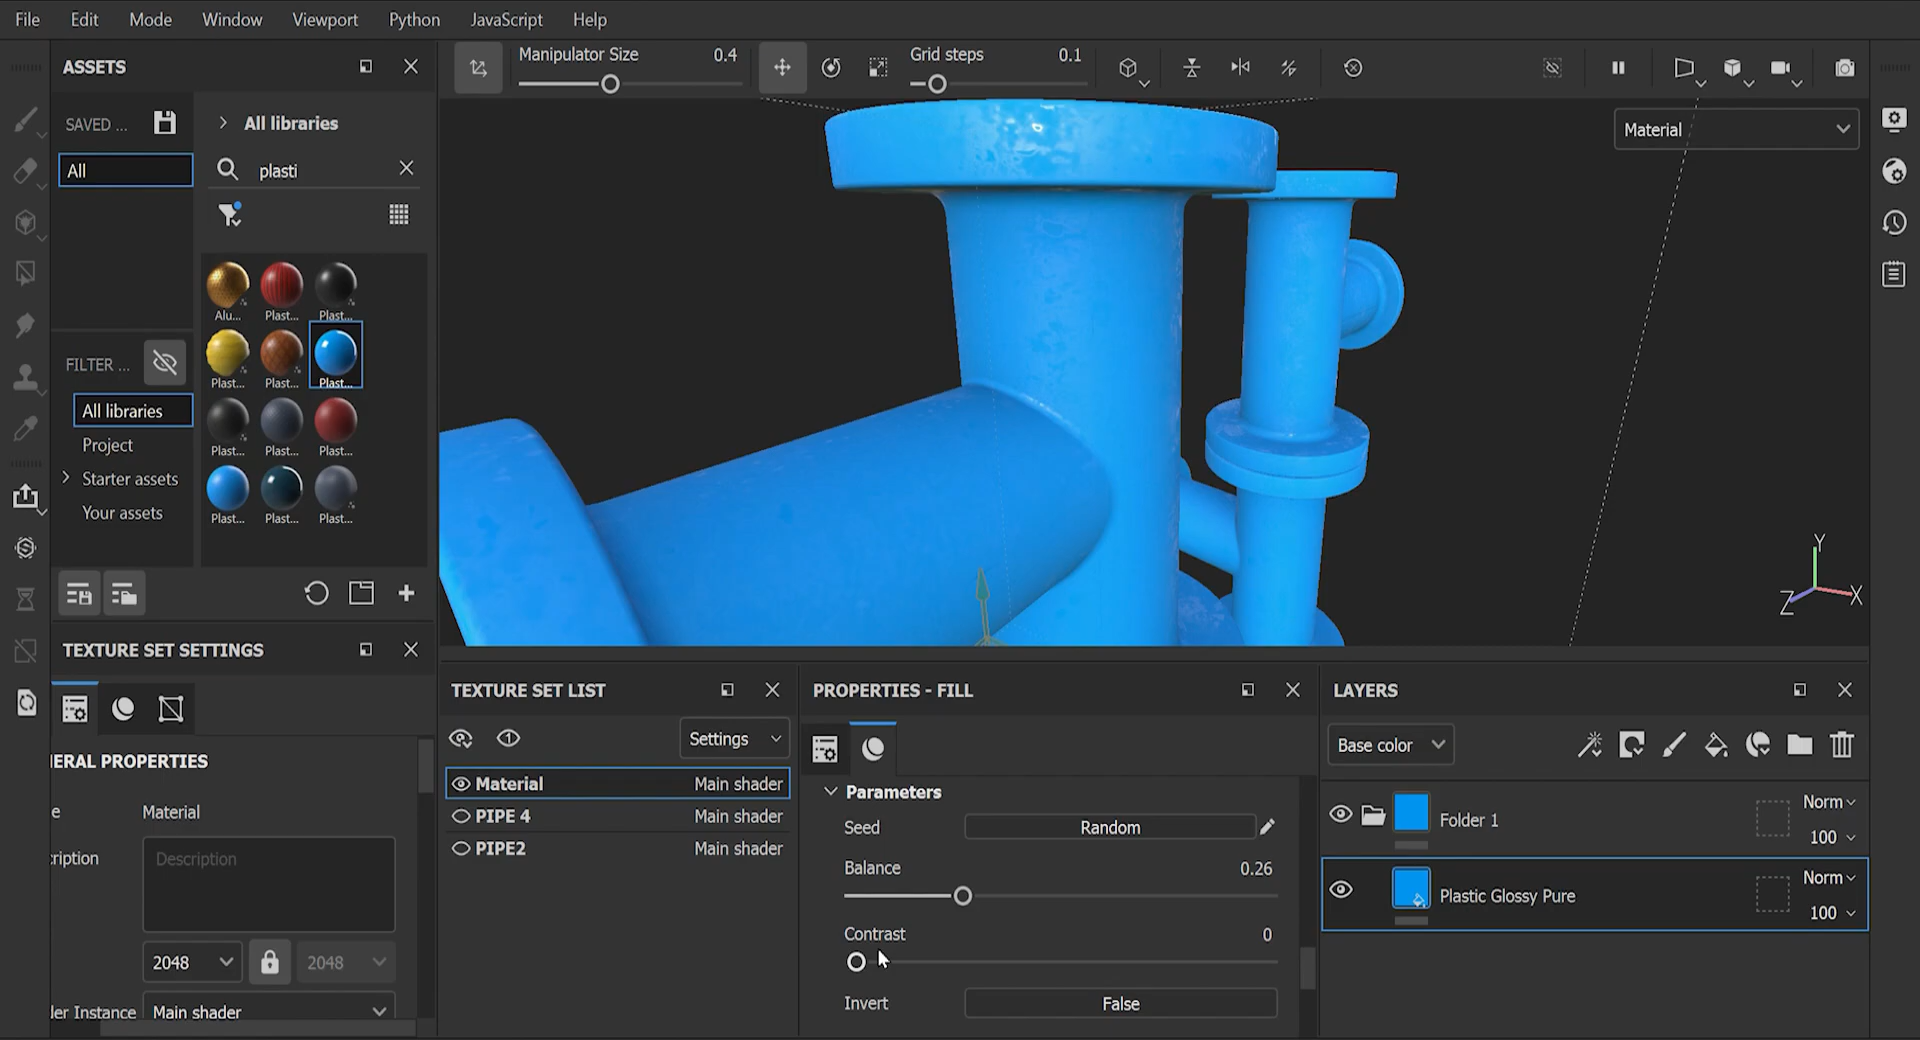 File Edit Mode Window Viewport Python JavaScript Help
ASSETS
Manipulator Size 0.4
Grid steps 0.1
SAVED ...
All libraries
All
plasti
Material
Alu... Plast... Plast...
FILTER ...
Plast... Plast... Plast...
All libraries
Project
Plast... Plast... Plast...
Starter assets
Your assets
Plast... Plast... Plast...
Y
X
Z
TEXTURE SET SETTINGS
ERAL PROPERTIES
e Material
ription Description
2048 2048
ler Instance Main shader
TEXTURE SET LIST
Settings
Material Main shader
PIPE 4 Main shader
PIPE2 Main shader
PROPERTIES - FILL
Parameters
Seed Random
Balance 0.26
Contrast 0
Invert False
LAYERS
Base color
Folder 1 Norm
100
Plastic Glossy Pure Norm
100